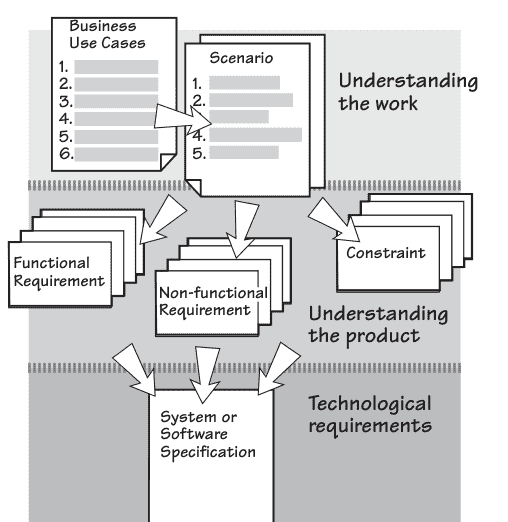 Business
Use Cases
1.
2.
3.
4.
5.
6.
Scenario
1.
2.
4.
5.
Understanding
the work
Functional
Requirement
Non-functional
Requirement
Constraint
Understanding
the product
System or
Software
Specification
Technological
requirements